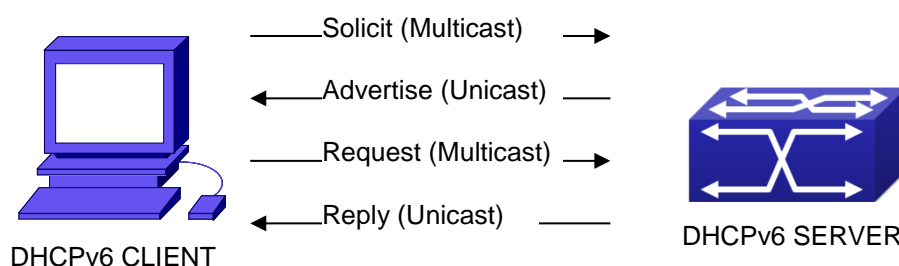 Solicit (Multicast)
Advertise (Unicast)
Request (Multicast)
Reply (Unicast)
DHCPv6 CLIENT
DHCPv6 SERVER